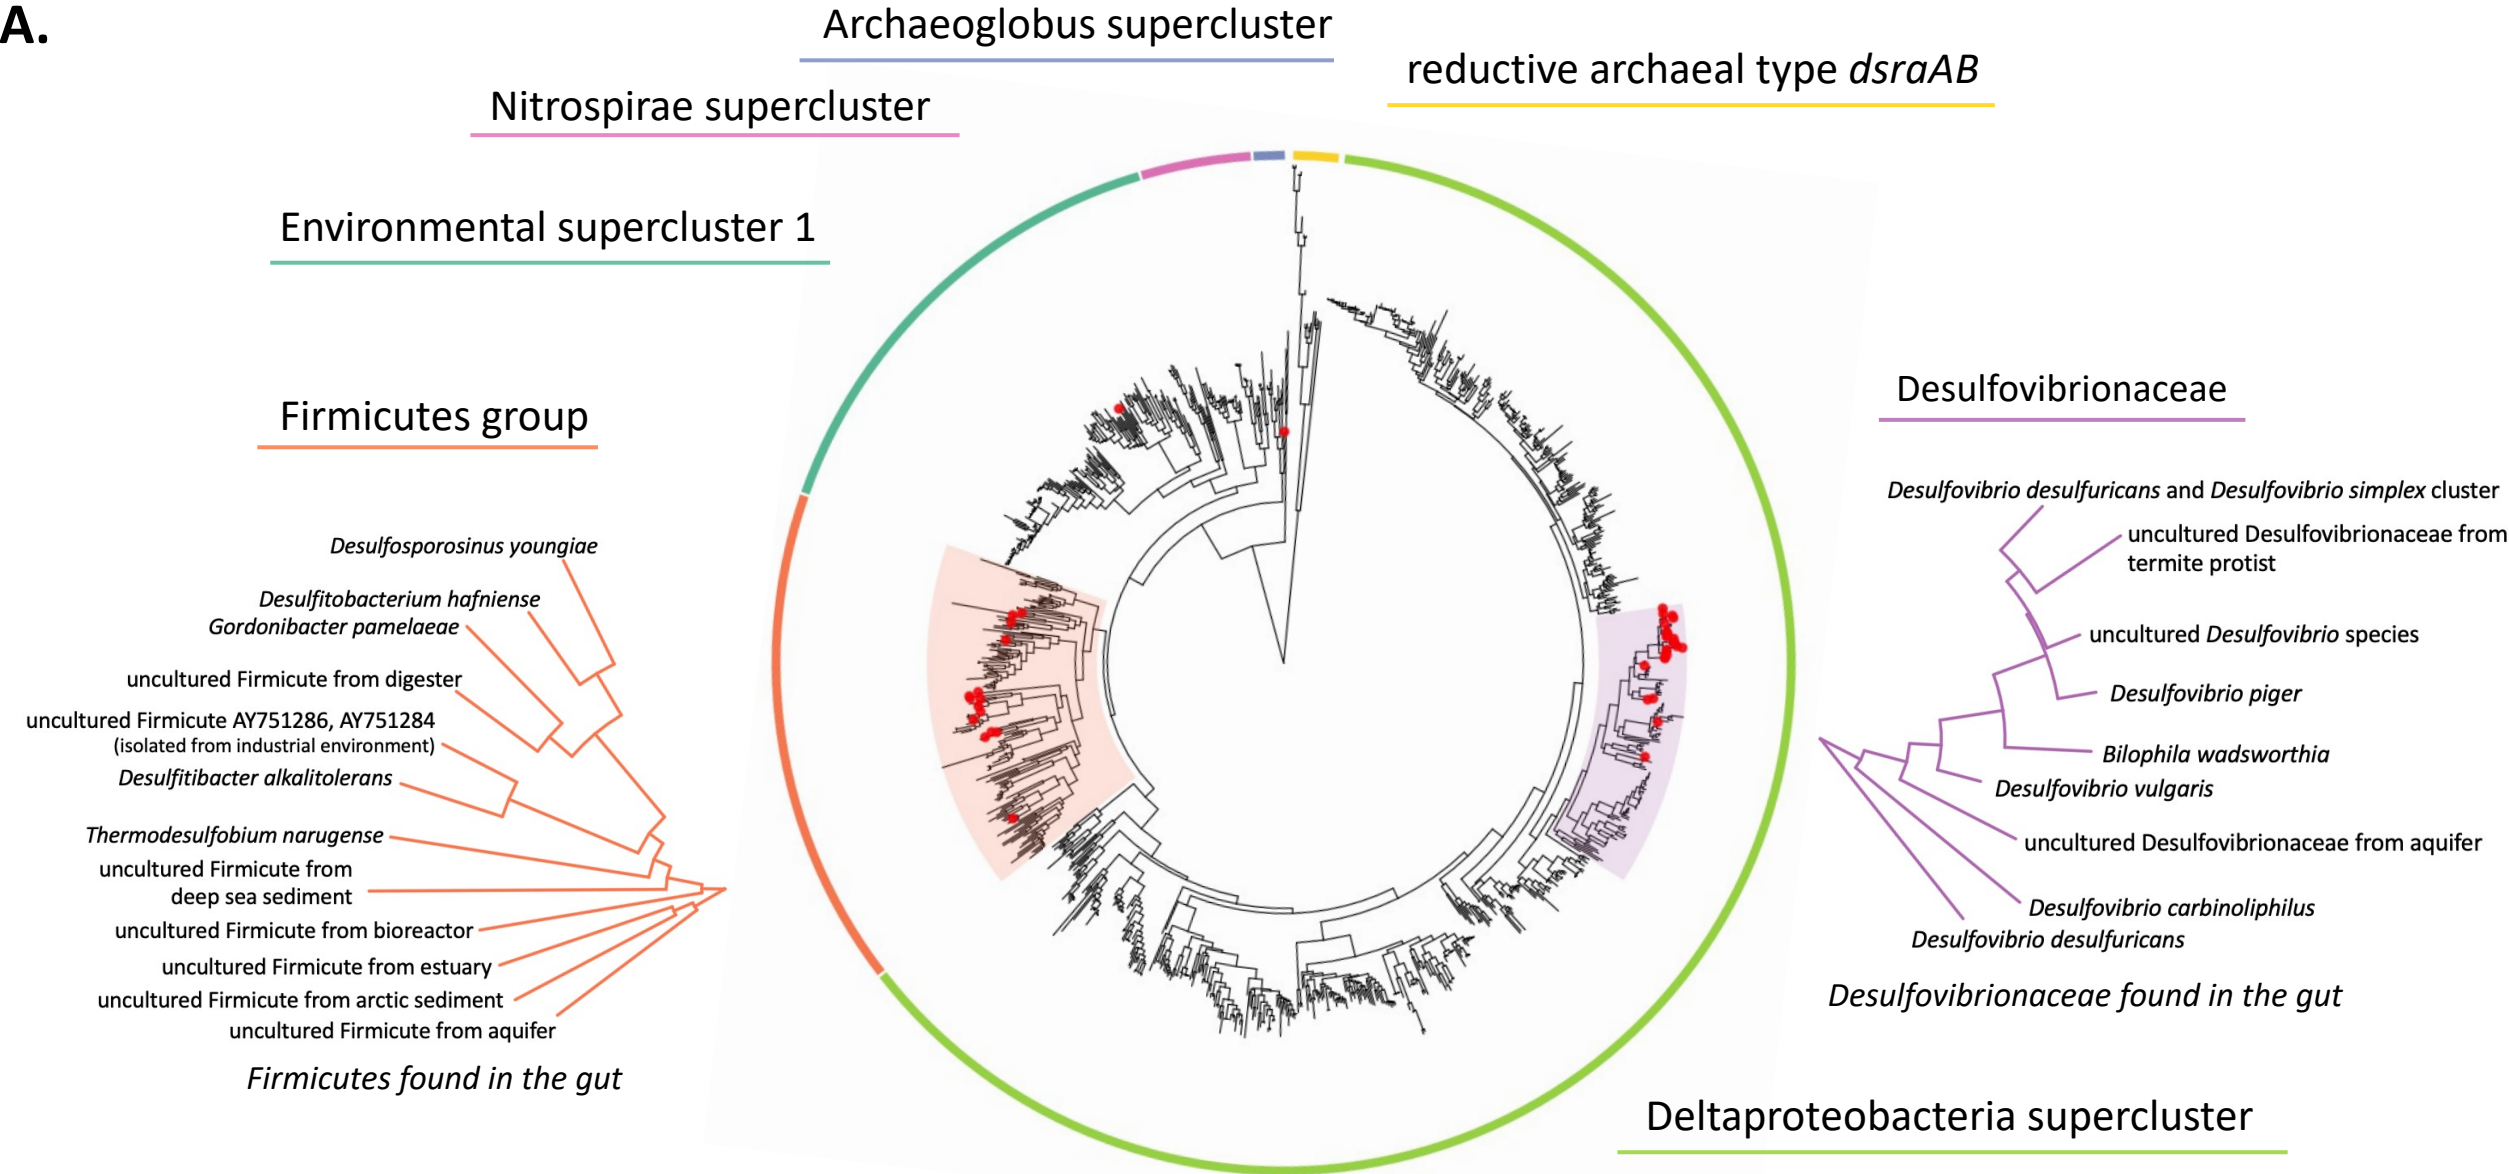 A.
Archaeoglobus supercluster
reductive archaeal type dsraAB
Nitrospirae supercluster
Environmental supercluster 1
Firmicutes group
Desulfosporosinus youngiae
Desulfitobacterium hafniense
Gordonibacter pamelaeae
uncultured Firmicute from digester
uncultured Firmicute AY751286, AY751284
(isolated from industrial environment)
Desulfitibacter alkalitolerans
Thermodesulfobium narugense
uncultured Firmicute from
deep sea sediment
uncultured Firmicute from bioreactor
uncultured Firmicute from estuary
uncultured Firmicute from arctic sediment
uncultured Firmicute from aquifer
Firmicutes found in the gut
Desulfovibrionaceae
Desulfovibrio desulfuricans and Desulfovibrio simplex cluster
uncultured Desulfovibrionaceae from
termite protist
uncultured Desulfovibrio species
Desulfovibrio piger
Bilophila wadsworthia
Desulfovibrio vulgaris
uncultured Desulfovibrionaceae from aquifer
Desulfovibrio carbinoliphilus
Desulfovibrio desulfuricans
Desulfovibrionaceae found in the gut
Deltaproteobacteria supercluster